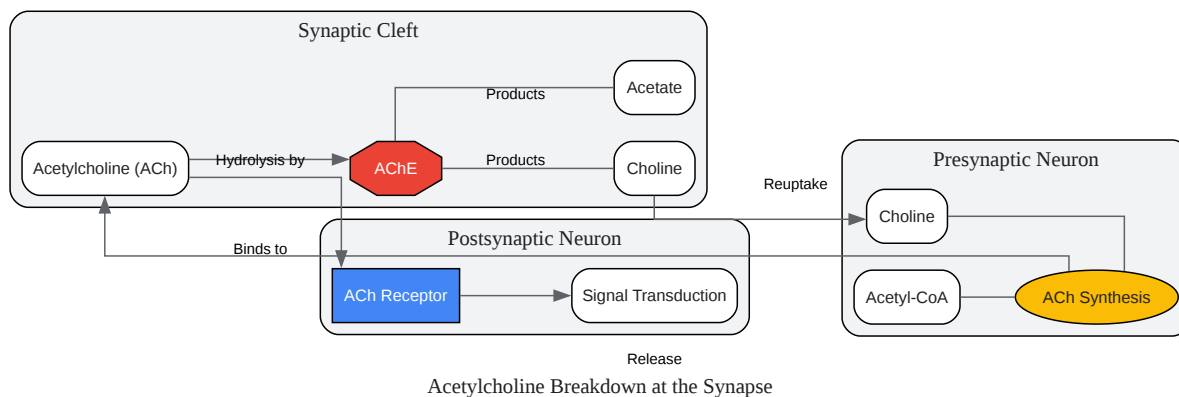 Synaptic Cleft
Acetate
Products
Acetylcholine (ACh)
Hydrolysis by
AChE
Products
Choline
Presynaptic Neuron
Reuptake
Choline
Postsynaptic Neuron
Binds to
ACh Receptor
Signal Transduction
Acetyl-CoA
ACh Synthesis
Release
Acetylcholine Breakdown at the Synapse